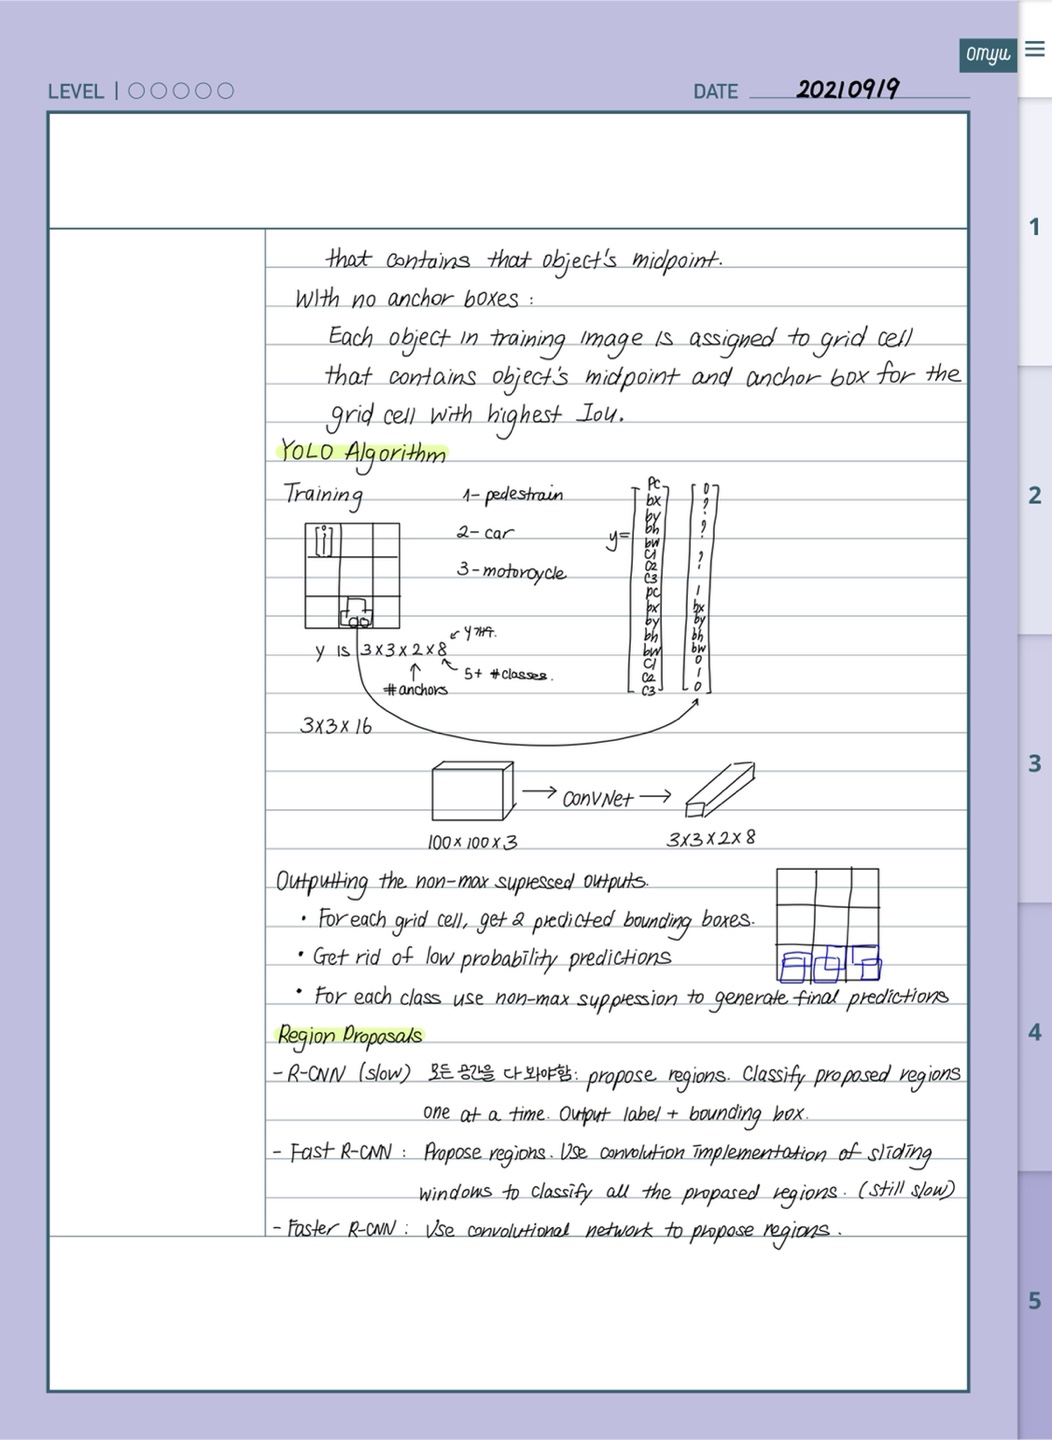 omyu
LEVEL
DATE 20210919
1
2
3
4
5
that contains that object's midpoint.
With no anchor boxes :
Each object in training image is assigned to grid cell
that contains object's midpoint and anchor box for the
grid cell with highest IoU.
YOLO Algorithm
Training
1- pedestrain
2- car
3-motorcycle
y=
Pc
bx
by
bh
bw
C1
C2
C3
pc
bx
by
bh
bw
C1
C2
C3
0
?
?
?
1
bx
by
bh
bw
0
1
0
y is 3x3x2x8
5+ #classes.
#anchors
3x3x16
→ ConvNet →
100x100x3
3x3x2x8
Outputting the non-max supressed outputs.
• For each grid cell, get 2 predicted bounding boxes.
• Get rid of low probability predictions
• For each class use non-max suppression to generate final predictions
Region Proposals
- R-CNN (slow) 모든 공간을 다 봐야함: propose regions. Classify proposed regions
one at a time. Output label + bounding box.
- Fast R-CNN : Propose regions. Use convolution implementation of sliding
windows to classify all the proposed regions. (still slow)
- Faster R-CNN : Use convolutional network to propose regions.